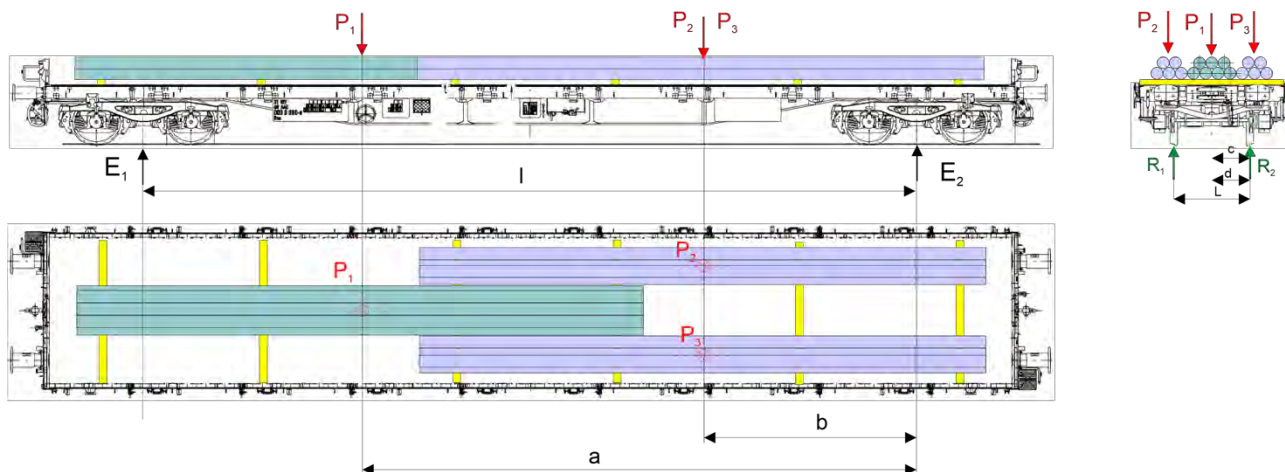 P₁ P₂ P₃
P₂ P₁ P₃
E₁ l E₂
c
d
R₁ R₂
L
P₁
P₂
P₃
b
a